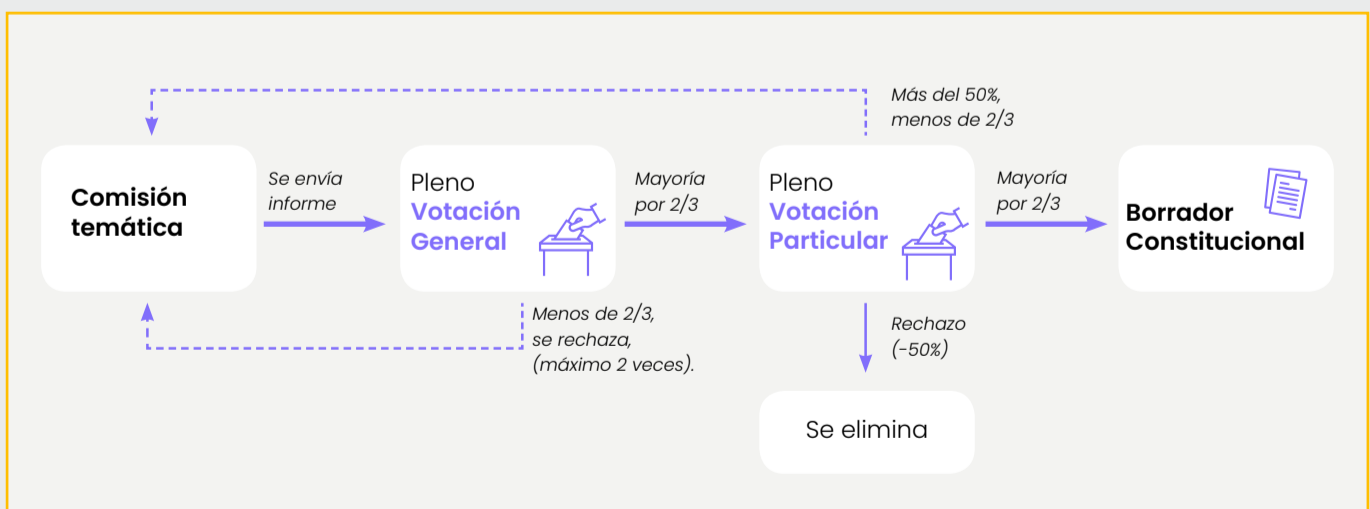 Más del 50%,
menos de 2/3
Comisión
temática
Se envía
informe
Pleno
Votación
General
Mayoría
por 2/3
Pleno
Votación
Particular
Mayoría
por 2/3
Borrador
Constitucional
Menos de 2/3,
se rechaza,
(máximo 2 veces).
Rechazo
(-50%)
Se elimina